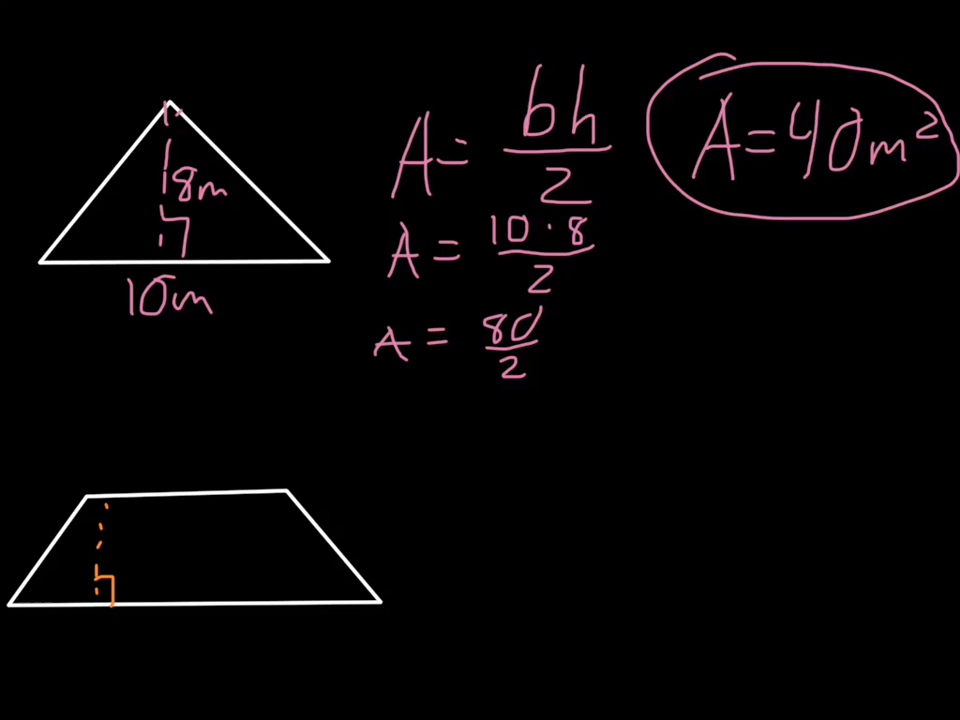 8m
10m
A = bh/2
A = 10 · 8/2
A = 80/2
A = 40m²